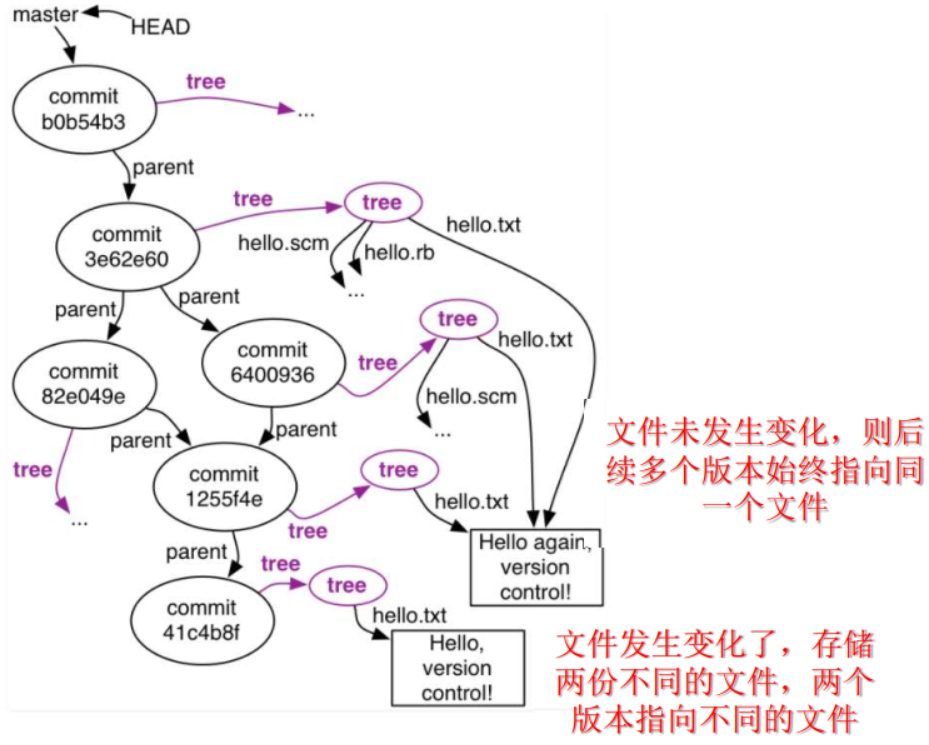 master
HEAD
tree
commit
b0b54b3
...
parent
tree
tree
hello.txt
commit
3e62e60
hello.scm
hello.rb
...
parent
parent
tree
hello.txt
commit
6400936
tree
commit
82e049e
hello.scm
...
parent
parent
文件未发生变化，则后
续多个版本始终指向同
一个文件
tree
...
commit
1255f4e
tree
hello.txt
tree
Hello again,
version
control!
parent
tree
tree
commit
41c4b8f
hello.txt
Hello,
version
control!
文件发生变化了，存储
两份不同的文件，两个
版本指向不同的文件